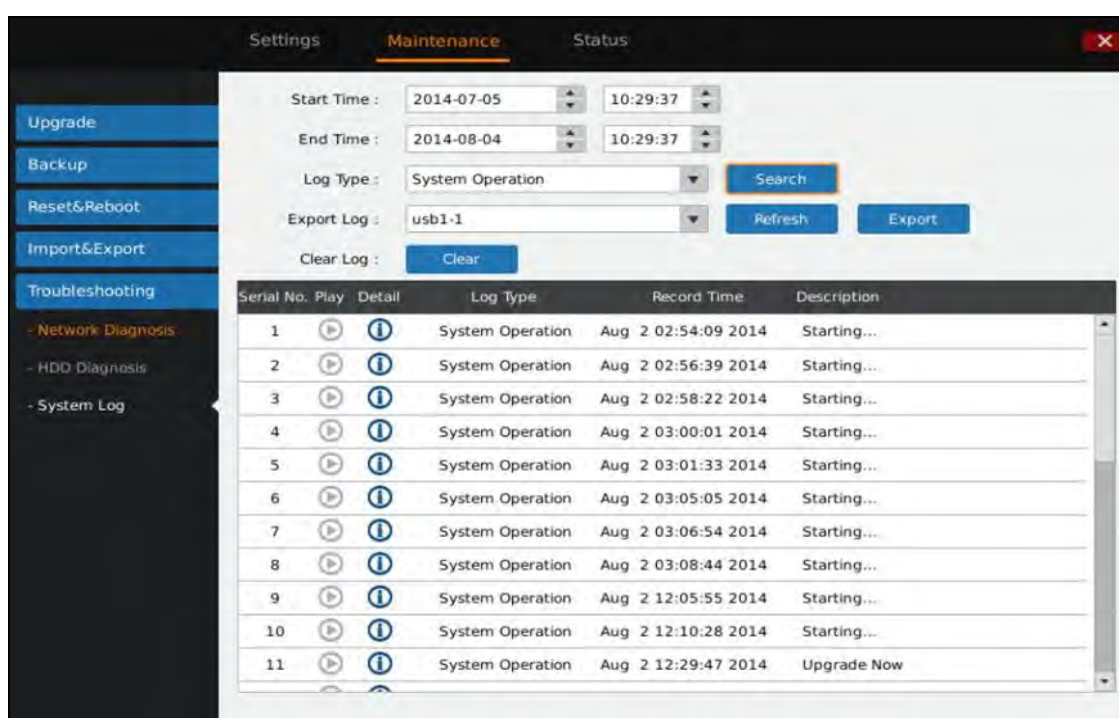 Settings Maintenance Status
Upgrade
Backup
Reset&Reboot
Import&Export
Troubleshooting
- Network Diagnosis
- HDD Diagnosis
- System Log
Start Time : 2014-07-05 10:29:37
End Time : 2014-08-04 10:29:37
Log Type : System Operation Search
Export Log : usb1-1 Refresh Export
Clear Log : Clear
Serial No. Play Detail Log Type Record Time Description
1 System Operation Aug 2 02:54:09 2014 Starting...
2 System Operation Aug 2 02:56:39 2014 Starting...
3 System Operation Aug 2 02:58:22 2014 Starting...
4 System Operation Aug 2 03:00:01 2014 Starting...
5 System Operation Aug 2 03:01:33 2014 Starting...
6 System Operation Aug 2 03:05:05 2014 Starting...
7 System Operation Aug 2 03:06:54 2014 Starting...
8 System Operation Aug 2 03:08:44 2014 Starting...
9 System Operation Aug 2 12:05:55 2014 Starting...
10 System Operation Aug 2 12:10:28 2014 Starting...
11 System Operation Aug 2 12:29:47 2014 Upgrade Now